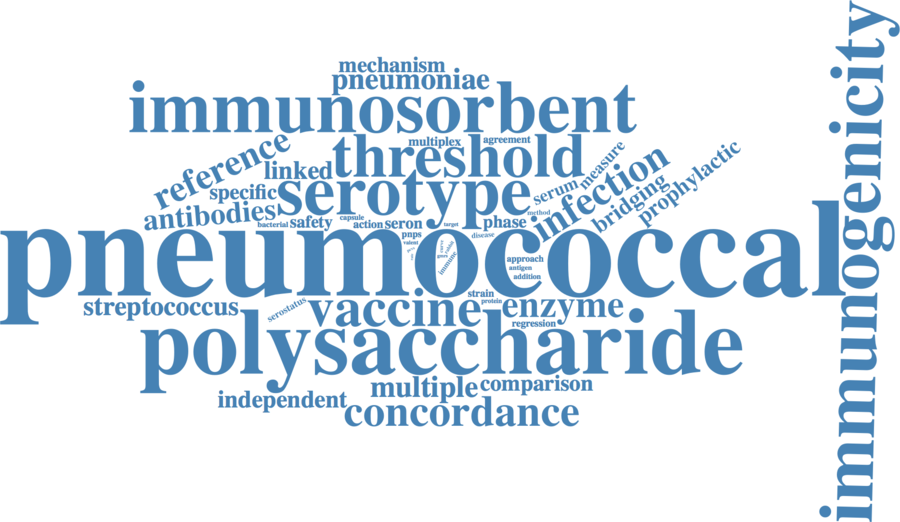 mechanism
pneumoniae
immunosorbent
multiplex
agreement
reference
linked
threshold
measure
specific
serotype
serum
infection
bridging
prophylactic
antibodies
bacterial
safety
capsule
action
seron
target
phase
method
pnps
valent
disease
pneumococcal
immune
approach
antigen
addition
streptococcus
serostatus
vaccine
strain
protein
enzyme
regression
polysaccharide
independent
multiple
comparison
concordance
immunogenicity